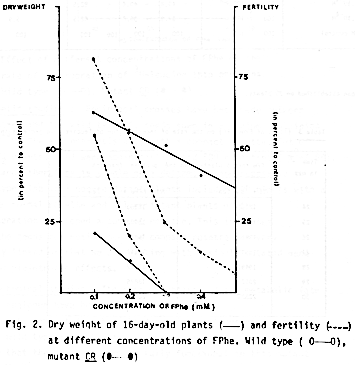 DRYWEIGHT
FERTILITY
75
75
(in percent to control)
50
50
(in percent to control)
25
25
0.1 0.2 0.3 0.4
CONCENTRATION OF FPhe (mM)
Fig. 2. Dry weight of 16-day-old plants (——) and fertility (----)
at different concentrations of FPhe. Wild type ( O——O),
mutant CR (●--- ●)